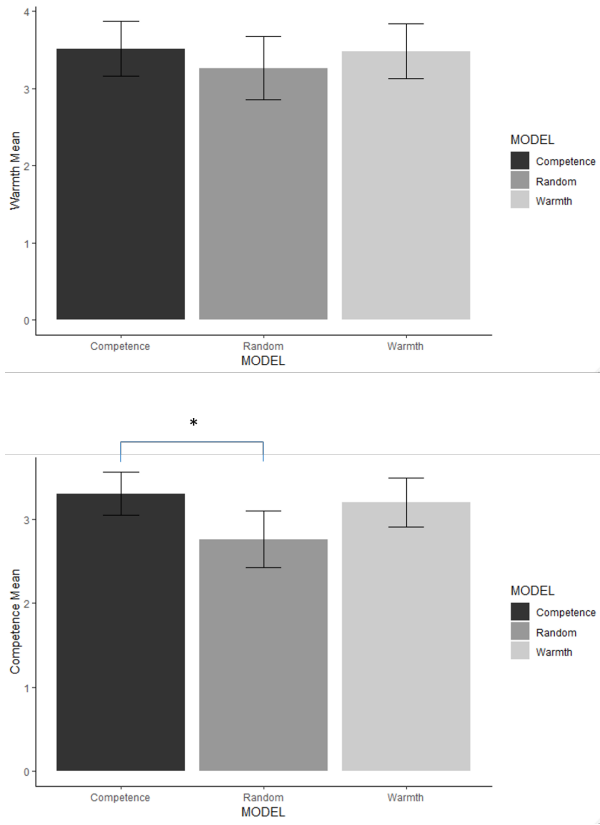 4
3
2
1
0
Warmth Mean
Competence Random Warmth
MODEL
MODEL
Competence
Random
Warmth
*
3
2
1
0
Competence Mean
Competence Random Warmth
MODEL
MODEL
Competence
Random
Warmth